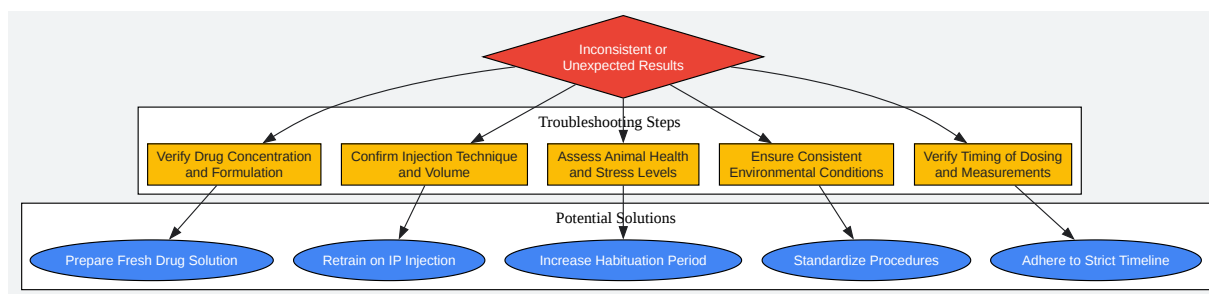 Inconsistent or
Unexpected Results
Troubleshooting Steps
Verify Drug Concentration
and Formulation
Confirm Injection Technique
and Volume
Assess Animal Health
and Stress Levels
Ensure Consistent
Environmental Conditions
Verify Timing of Dosing
and Measurements
Potential Solutions
Prepare Fresh Drug Solution
Retrain on IP Injection
Increase Habituation Period
Standardize Procedures
Adhere to Strict Timeline